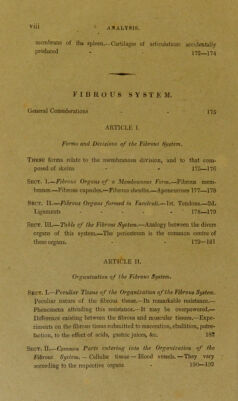 viii ANALYSIS.
membrane of the spleen.—Cartilages of articulations accidentally
produced - - - - 172—174
FIBROUS SYSTEM.
General Considerations - - - 175
ARTICLE I.
Forms and Divisions of the Fibrous System.
These forms relate to the membranous division, and to that com-
posed of skeins - - - 175—176
Sect. I.—Fibrous Organs of a Membranous Form.—Fibrous mem-
branes.—Fibrous capsules.—Fibrous sheaths.—Aponeuroses 177—178
Sect. II.—Fibrous Organs formed in Fasciculi.—1st. Tendons.—2d.
Ligaments - - - - 178—179
Sect. III.—Table of the Fibrous System.—Analogy between the divers
organs of this system.—The periosteum is the common centre of
these organs. - - - 179—181
ARTICLE II.
Organization of the Fibrous System.
Sect. I.—Peculiar Tissue of the Organization of the Fibrous System.
Peculiar nature of the fibrous tissue.—Its remarkable resistance.—
Phenomena attending this resistance.—It may be overpowered.—
Difference existing between the fibrous and muscular tissues.—Expe-
riments on the fibrous tissue submitted to maceration, ebullition, putre-
faction, to the effect of acids, gastric juices, &c. 182
Sect. II.—Common Parts entering into the Organization of the
Fibrous System. — Cellular tissue — Blood vessels. — They vary
according to the respective organs - 190—192